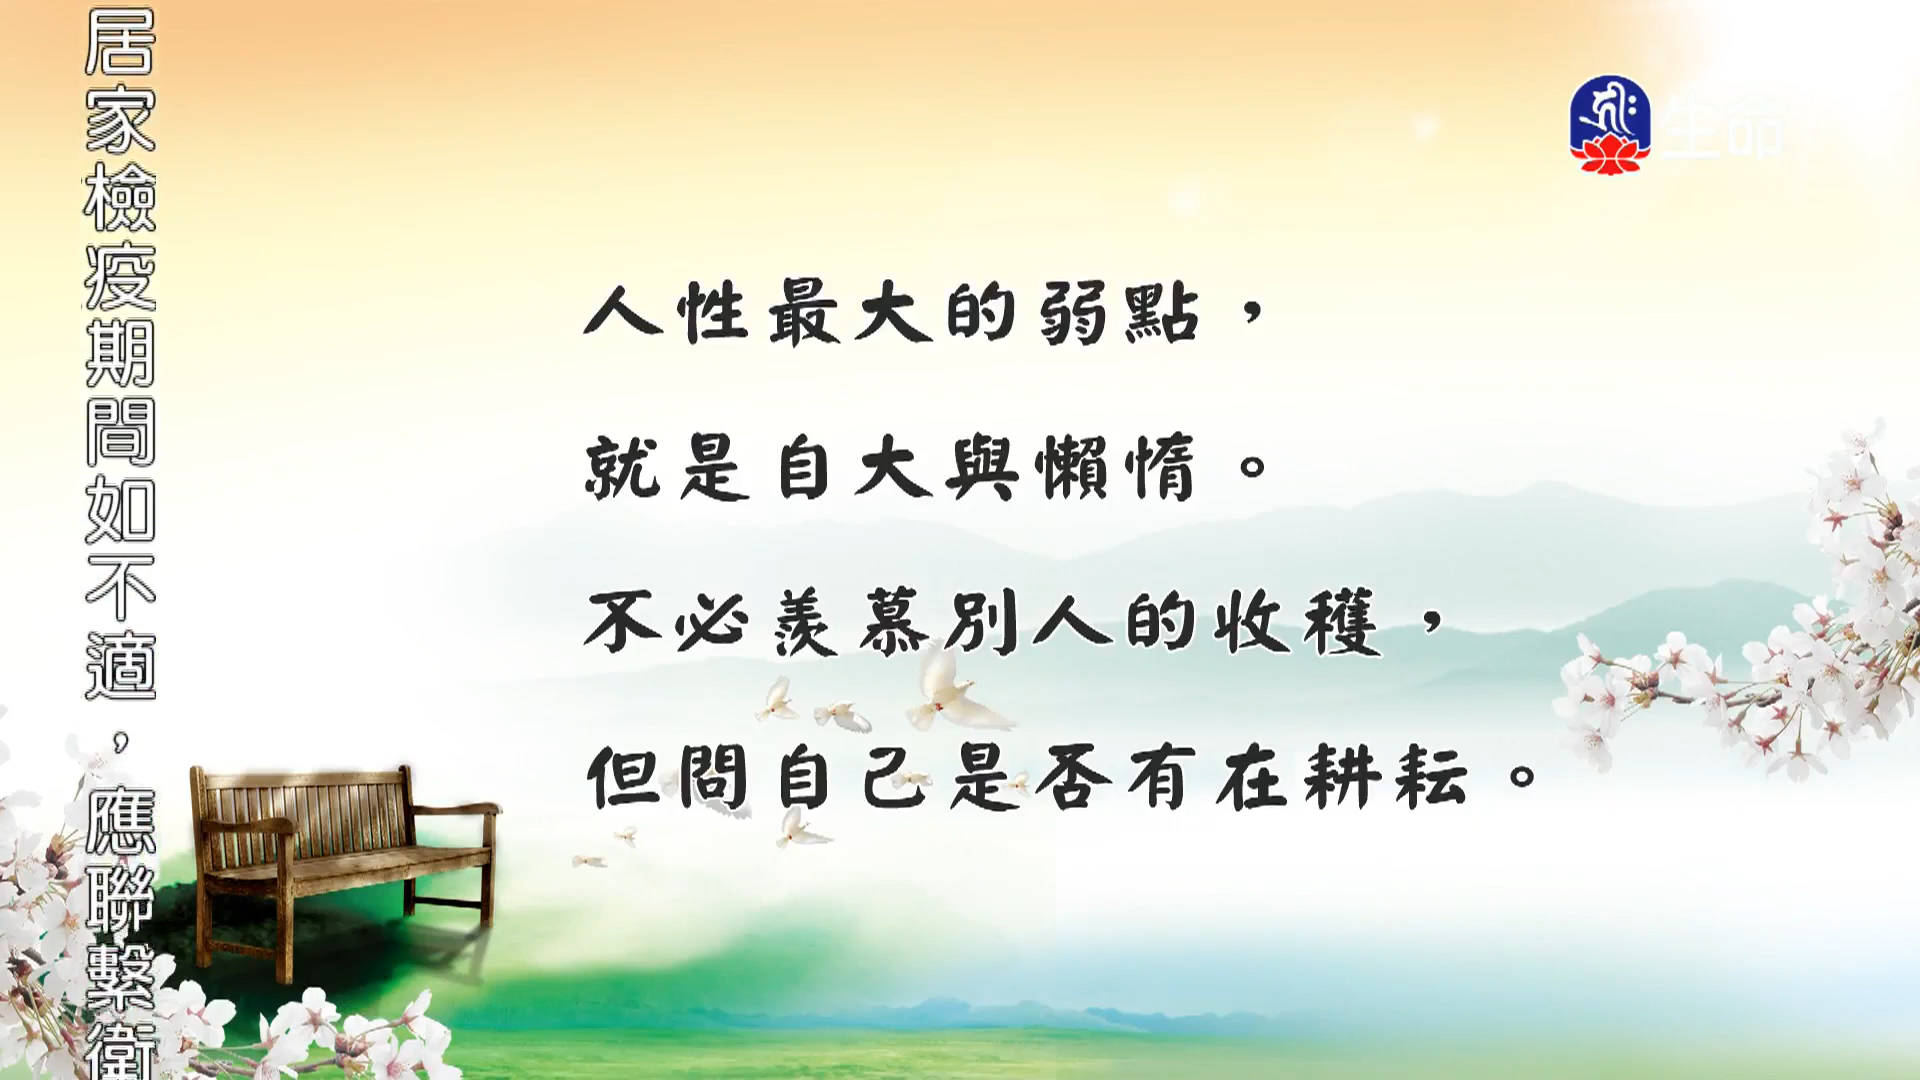 居家檢疫期間如不適，應聯繫衛
生命
人性最大的弱點，
就是自大與懶惰。
不必羨慕別人的收穫，
但問自己是否有在耕耘。